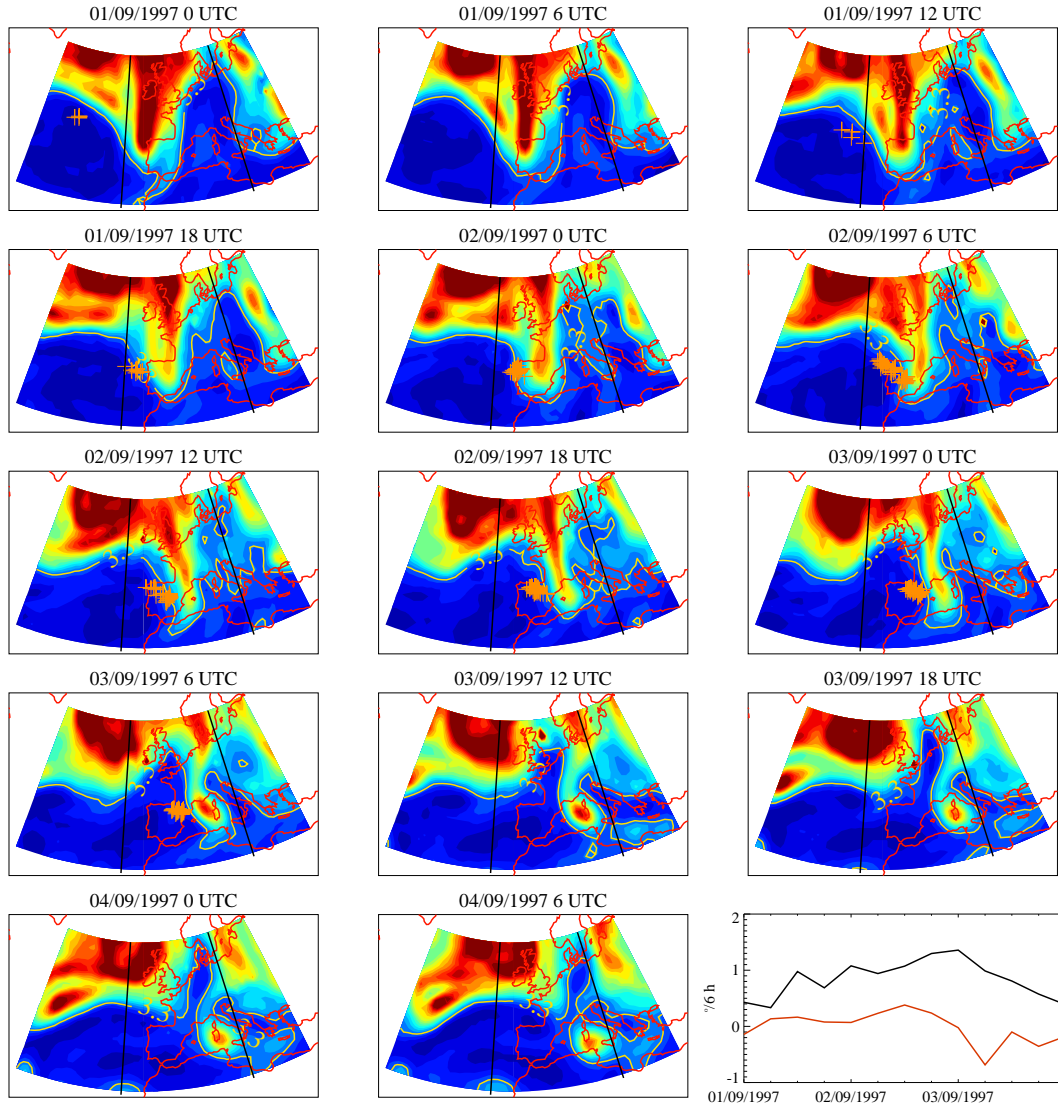 01/09/1997 0 UTC
01/09/1997 6 UTC
01/09/1997 12 UTC
01/09/1997 18 UTC
02/09/1997 0 UTC
02/09/1997 6 UTC
02/09/1997 12 UTC
02/09/1997 18 UTC
03/09/1997 0 UTC
03/09/1997 6 UTC
03/09/1997 12 UTC
03/09/1997 18 UTC
04/09/1997 0 UTC
04/09/1997 6 UTC
2
1
0
-1
°/6 h
01/09/1997 02/09/1997 03/09/1997